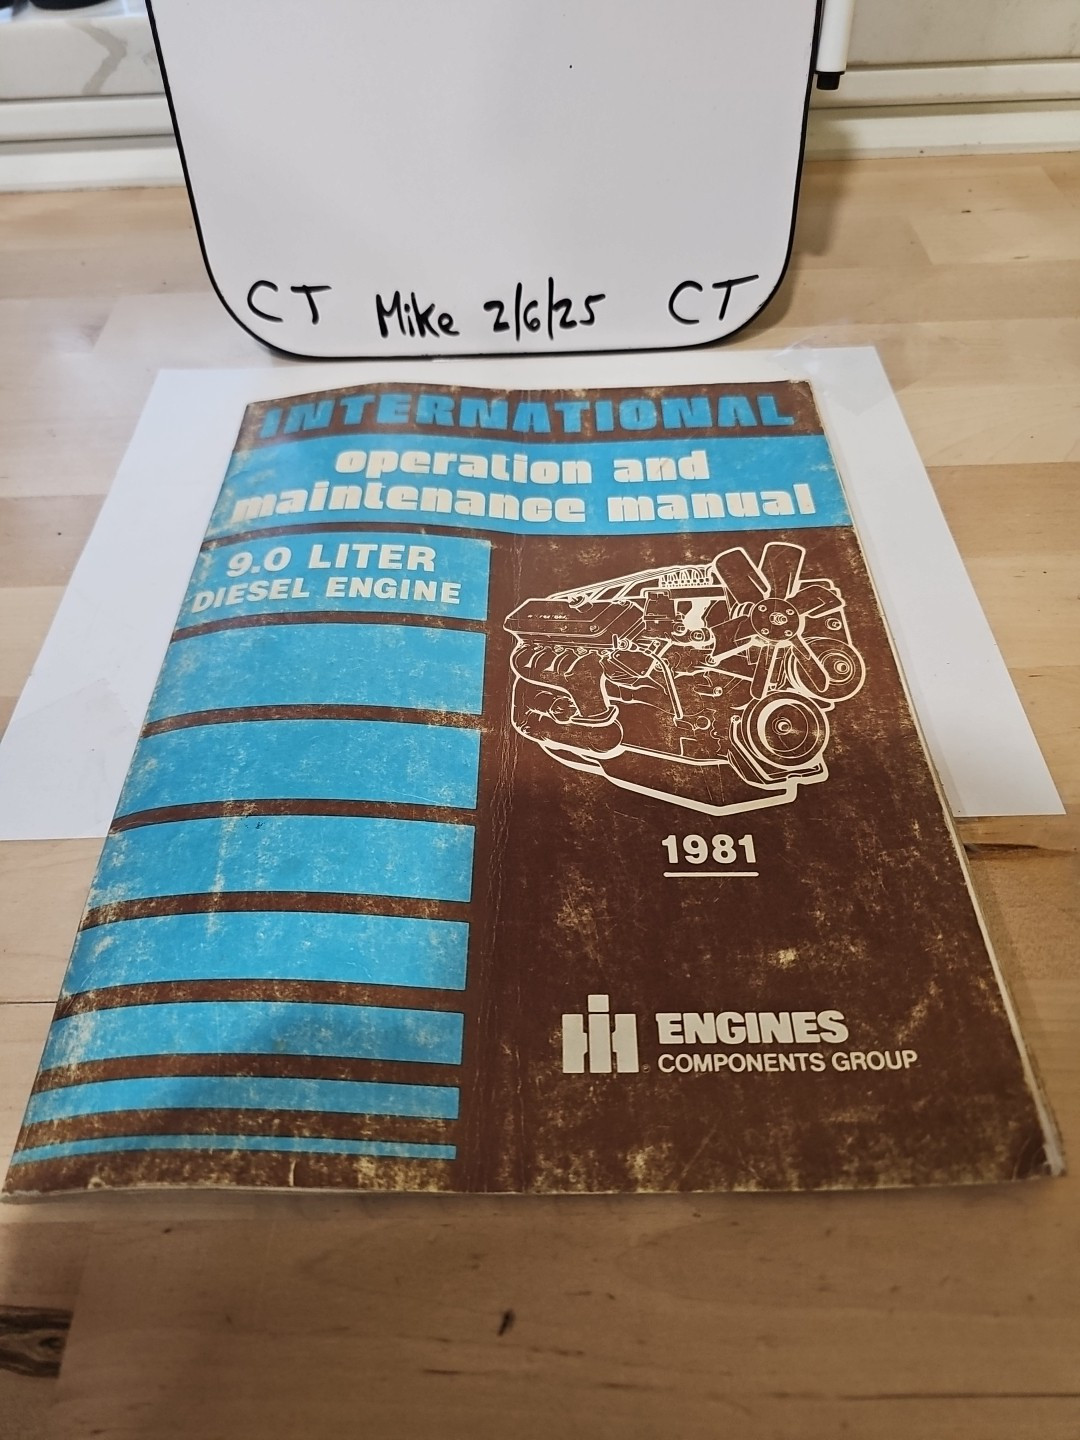 CT Mike 2/6/25 CT
INTERNATIONAL
operation and
maintenance manual
9.0 LITER
DIESEL ENGINE
1981
IH ENGINES
COMPONENTS GROUP